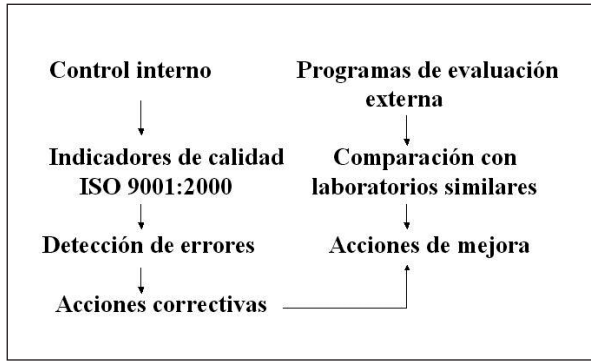 Control interno
Indicadores de calidad
ISO 9001:2000
Detección de errores
Acciones correctivas
Programas de evaluación
externa
Comparación con
laboratorios similares
Acciones de mejora